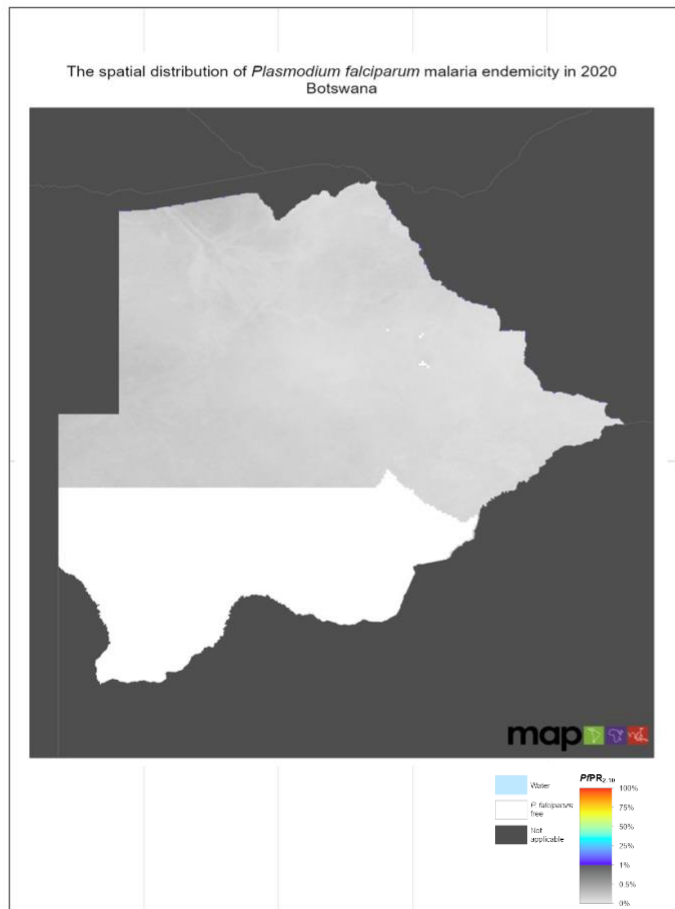 The spatial distribution of Plasmodium falciparum malaria endemicity in 2020
Botswana
map
Water
P. falciparum
free
Not
applicable
PfPR2-10
100%
75%
50%
25%
1%
0.5%
0%